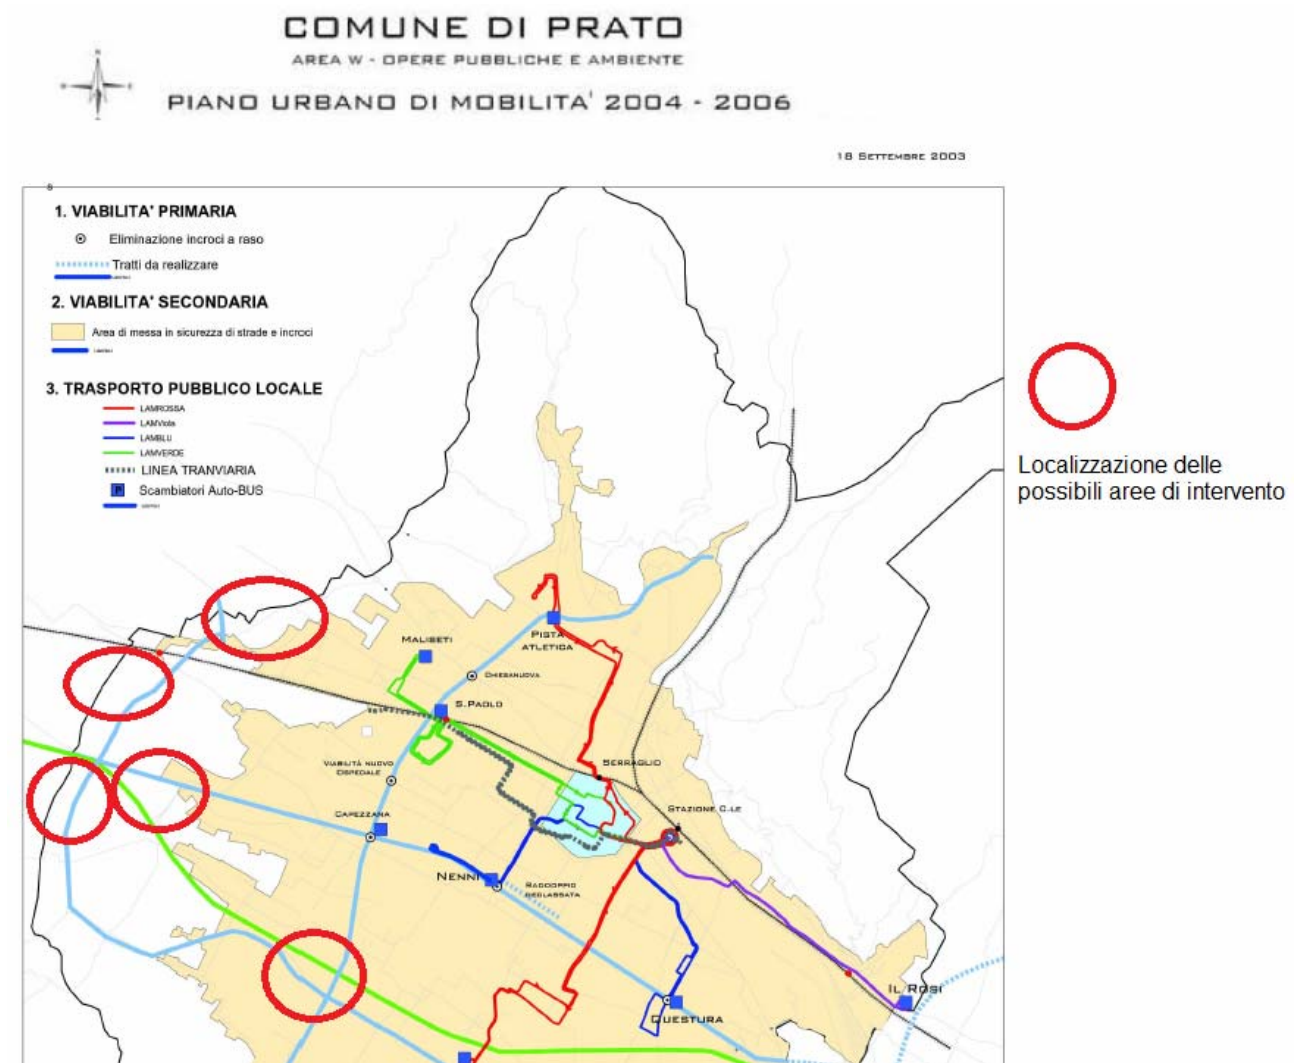 COMUNE DI PRATO
AREA W - OPERE PUBBLICHE E AMBIENTE
PIANO URBANO DI MOBILITA' 2004 - 2006
18 SETTEMBRE 2003
1. VIABILITA' PRIMARIA
Eliminazione incroci a raso
Tratti da realizzare
2. VIABILITA' SECONDARIA
Area di messa in sicurezza di strade e incroci
3. TRASPORTO PUBBLICO LOCALE
LAMROSSA
LAMViola
LAMBLU
LAMVERDE
LINEA TRANVIARIA
P Scambiatori Auto-BUS
Localizzazione delle
possibili aree di intervento
MALISETI
PISTA
ATLETICA
CHIESANUOVA
S.PAOLO
VIABILITÀ NUOVO
OSPEDALE
SERRAGLIO
CAPEZZANA
STAZIONE C.LE
NENNI
RADDOPPIO
DECLASSATA
IL ROSI
QUESTURA